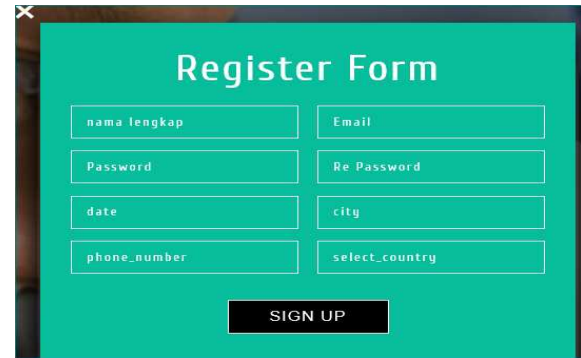 Register Form
nama lengkap
Email
Password
Re Password
date
city
phone_number
select_country
SIGN UP